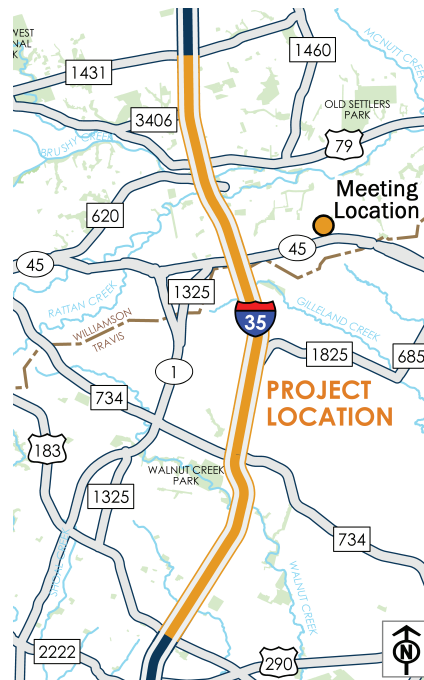 WEST
NAL
K
1460
MCNUTT CREEK
1431
OLD SETTLERS
PARK
3406
79
BRUSHY CREEK
Meeting
Location
620
45
45
1325
RATTAN CREEK
GILLELAND CREEK
35
WILLIAMSON
TRAVIS
1825
685
1
PROJECT
LOCATION
734
183
WALNUT CREEK
PARK
1325
734
WALNUT CREEK
2222
290
N